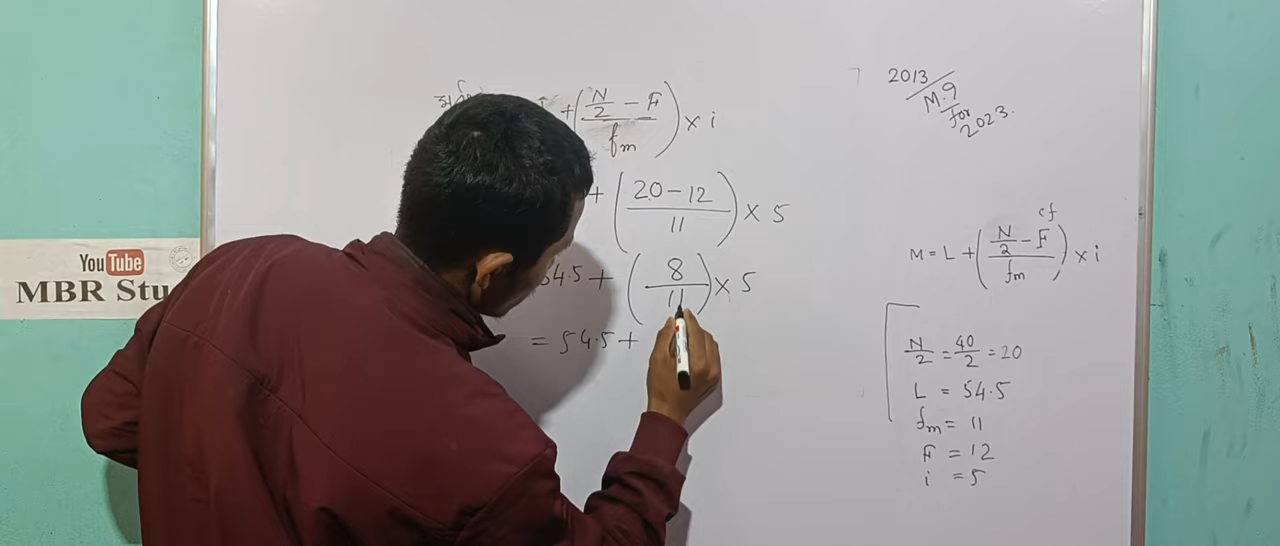 + (N/2 - F / fm) × i
+ (20 - 12 / 11) × 5
54.5 + (8/11) × 5
= 54.5 +
YouTube
MBR Stu
2013/
M.9
for
2023.
cf
M = L + (N/2 - F / fm) × i
N/2 = 40/2 = 20
L = 54.5
fm = 11
F = 12
i = 5